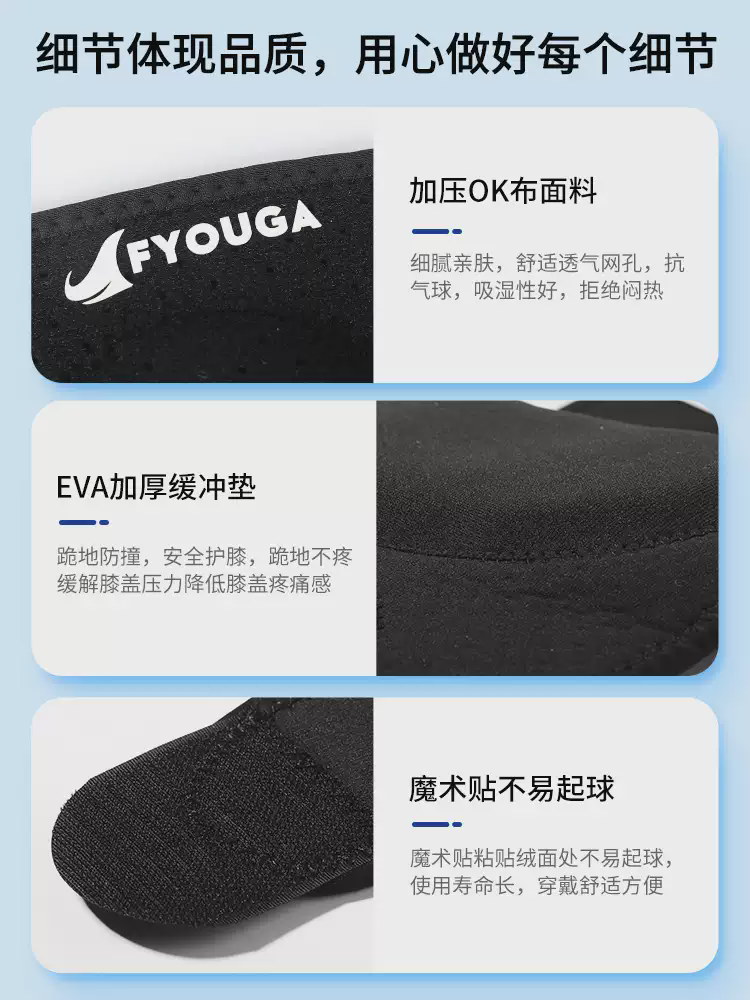 细节体现品质，用心做好每个细节
FYOUGA
加压OK布面料
细腻亲肤，舒适透气网孔，抗
气球，吸湿性好，拒绝闷热
EVA加厚缓冲垫
跪地防撞，安全护膝，跪地不疼
缓解膝盖压力降低膝盖疼痛感
魔术贴不易起球
魔术贴粘贴绒面处不易起球，
使用寿命长，穿戴舒适方便